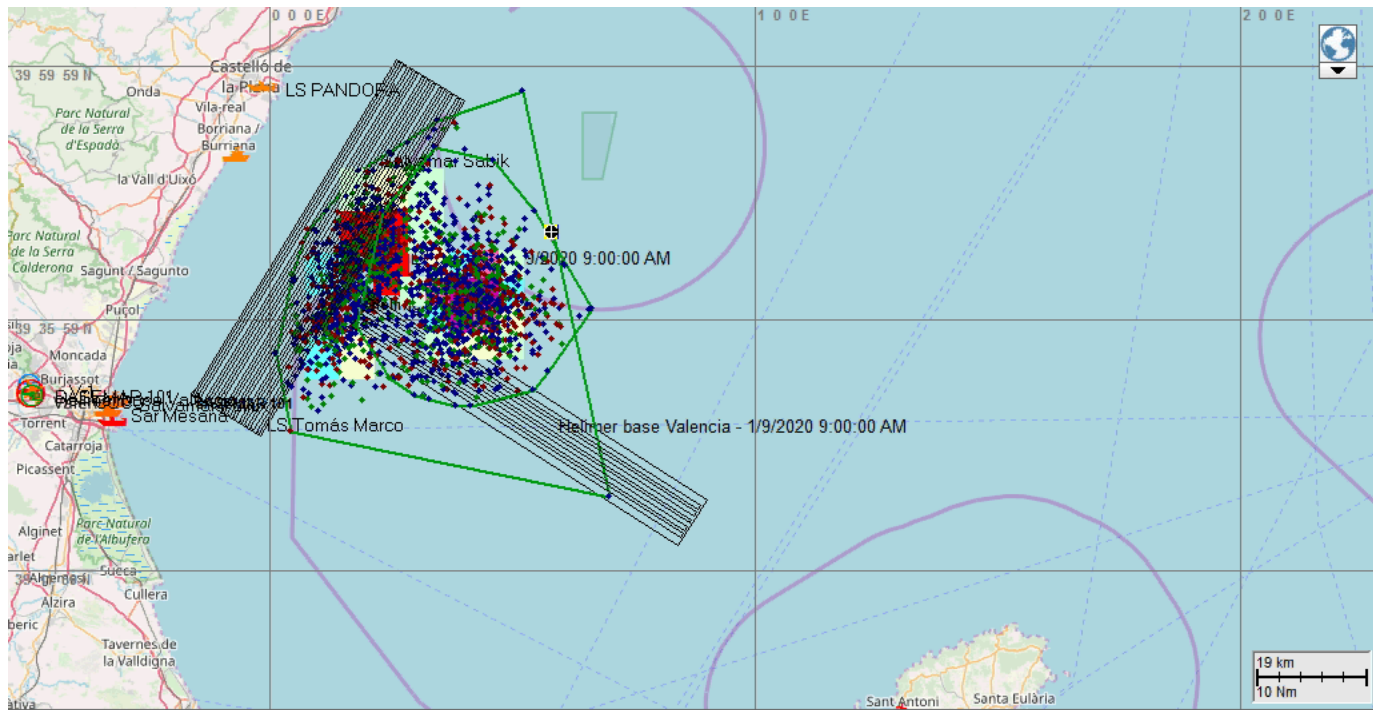 0 0 0 E
1 0 0 E
2 0 0 E
39 59 59 N
Castelló de
la Plana
LS PANDORA
Onda
Vila-real
Parc Natural
de la Serra
d'Espadà
Borriana /
Burriana
la Vall d'Uixó
Salvamar Sabik
Parc Natural
de la Serra
Calderona
Sagunt / Sagunto
9/2020 9:00:00 AM
Puçol
39 35 59 N
Moncada
Burjassot
Sar Mesana
Torrent
LS Tomás Marco
Helimer base Valencia - 1/9/2020 9:00:00 AM
Catarroja
Picassent
Alginet
Parc Natural
de l'Albufera
Sueca
Algemesí
Cullera
Alzira
Tavernes de
la Valldigna
Sant Antoni
Santa Eulària
19 km
10 Nm